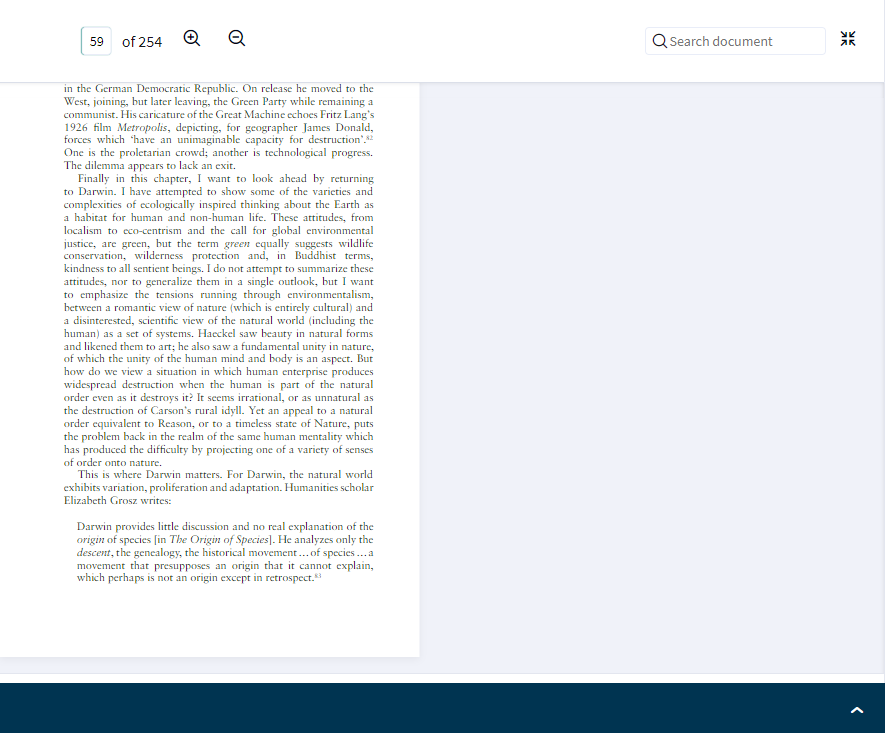 59 of 254
Search document
in the German Democratic Republic. On release he moved to the
West, joining, but later leaving, the Green Party while remaining a
communist. His caricature of the Great Machine echoes Fritz Lang’s
1926 film Metropolis, depicting, for geographer James Donald,
forces which ‘have an unimaginable capacity for destruction’.82
One is the proletarian crowd; another is technological progress.
The dilemma appears to lack an exit.
Finally in this chapter, I want to look ahead by returning
to Darwin. I have attempted to show some of the varieties and
complexities of ecologically inspired thinking about the Earth as
a habitat for human and non-human life. These attitudes, from
localism to eco-centrism and the call for global environmental
justice, are green, but the term green equally suggests wildlife
conservation, wilderness protection and, in Buddhist terms,
kindness to all sentient beings. I do not attempt to summarize these
attitudes, nor to generalize them in a single outlook, but I want
to emphasize the tensions running through environmentalism,
between a romantic view of nature (which is entirely cultural) and
a disinterested, scientific view of the natural world (including the
human) as a set of systems. Haeckel saw beauty in natural forms
and likened them to art; he also saw a fundamental unity in nature,
of which the unity of the human mind and body is an aspect. But
how do we view a situation in which human enterprise produces
widespread destruction when the human is part of the natural
order even as it destroys it? It seems irrational, or as unnatural as
the destruction of Carson’s rural idyll. Yet an appeal to a natural
order equivalent to Reason, or to a timeless state of Nature, puts
the problem back in the realm of the same human mentality which
has produced the difficulty by projecting one of a variety of senses
of order onto nature.
This is where Darwin matters. For Darwin, the natural world
exhibits variation, proliferation and adaptation. Humanities scholar
Elizabeth Grosz writes:
Darwin provides little discussion and no real explanation of the
origin of species [in The Origin of Species]. He analyzes only the
descent, the genealogy, the historical movement ... of species ... a
movement that presupposes an origin that it cannot explain,
which perhaps is not an origin except in retrospect.83